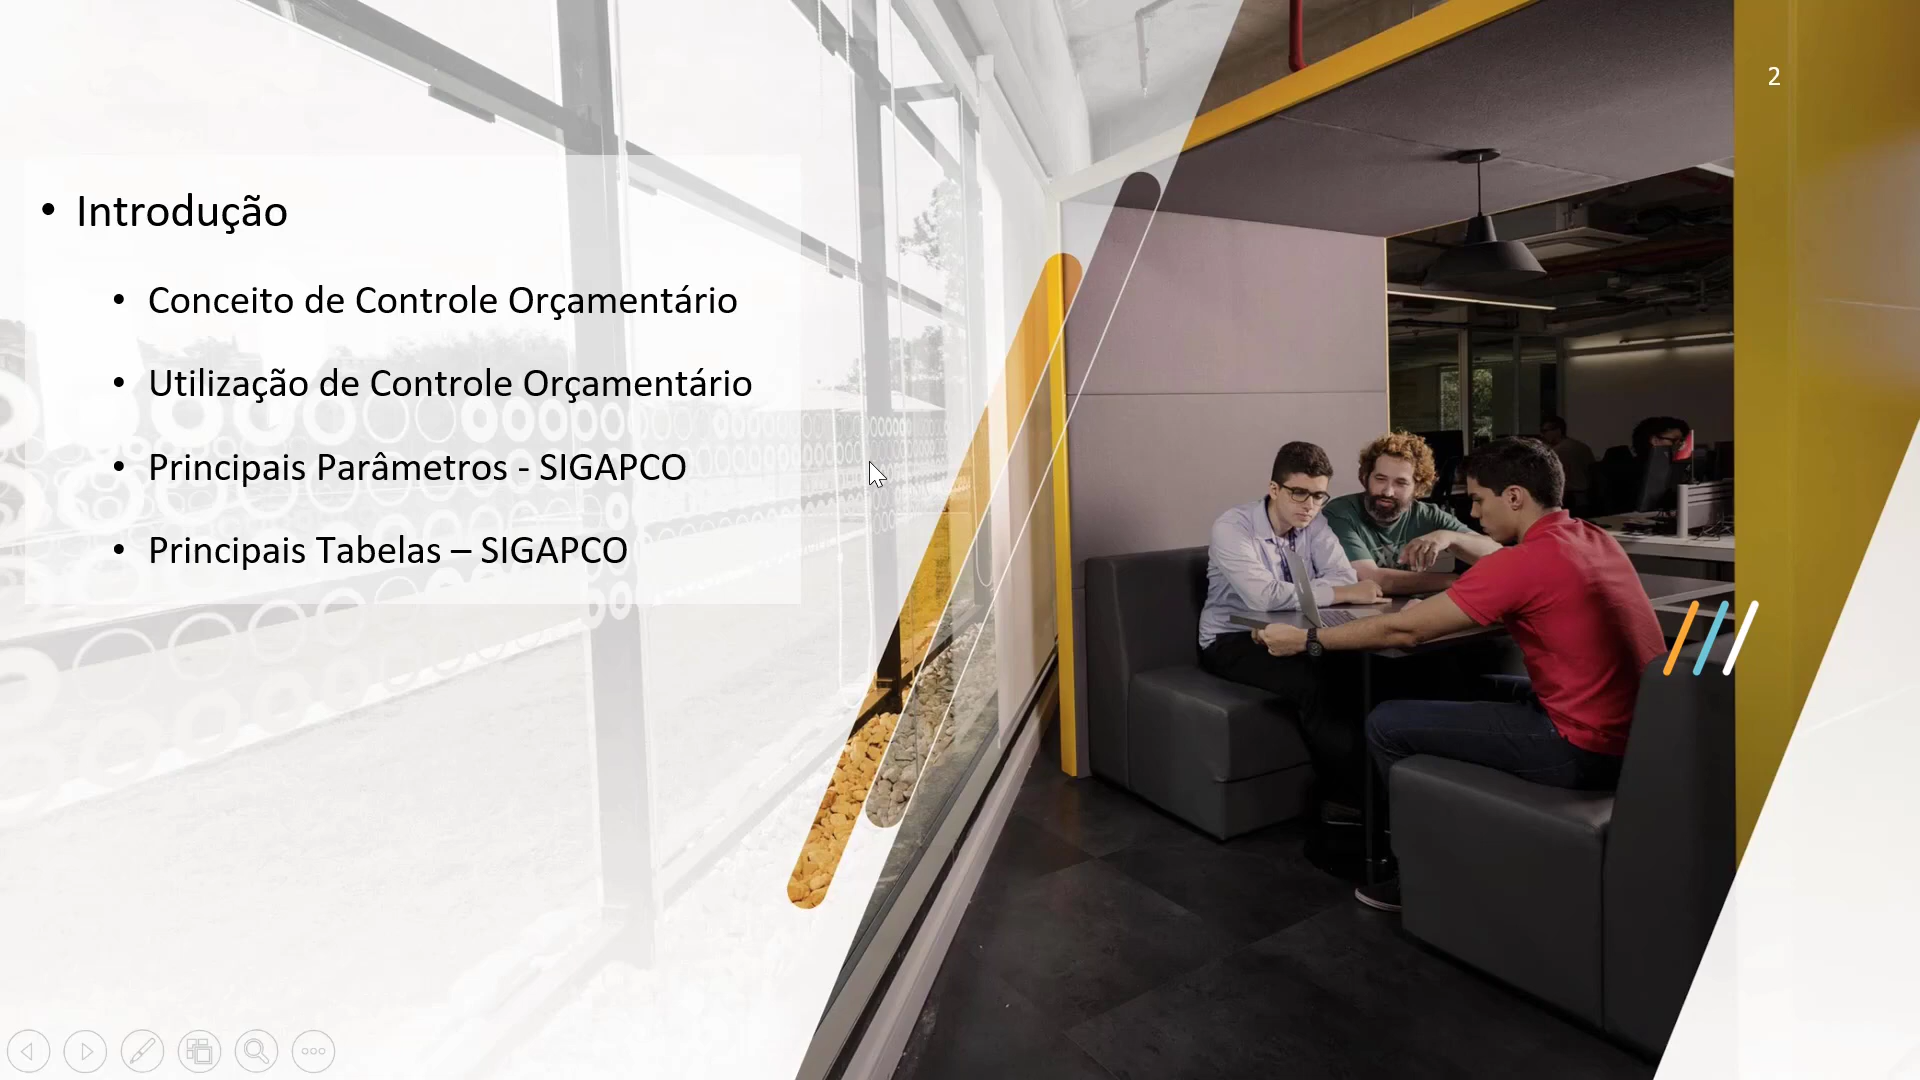 2
• Introdução
• Conceito de Controle Orçamentário
• Utilização de Controle Orçamentário
• Principais Parâmetros - SIGAPCO
• Principais Tabelas – SIGAPCO